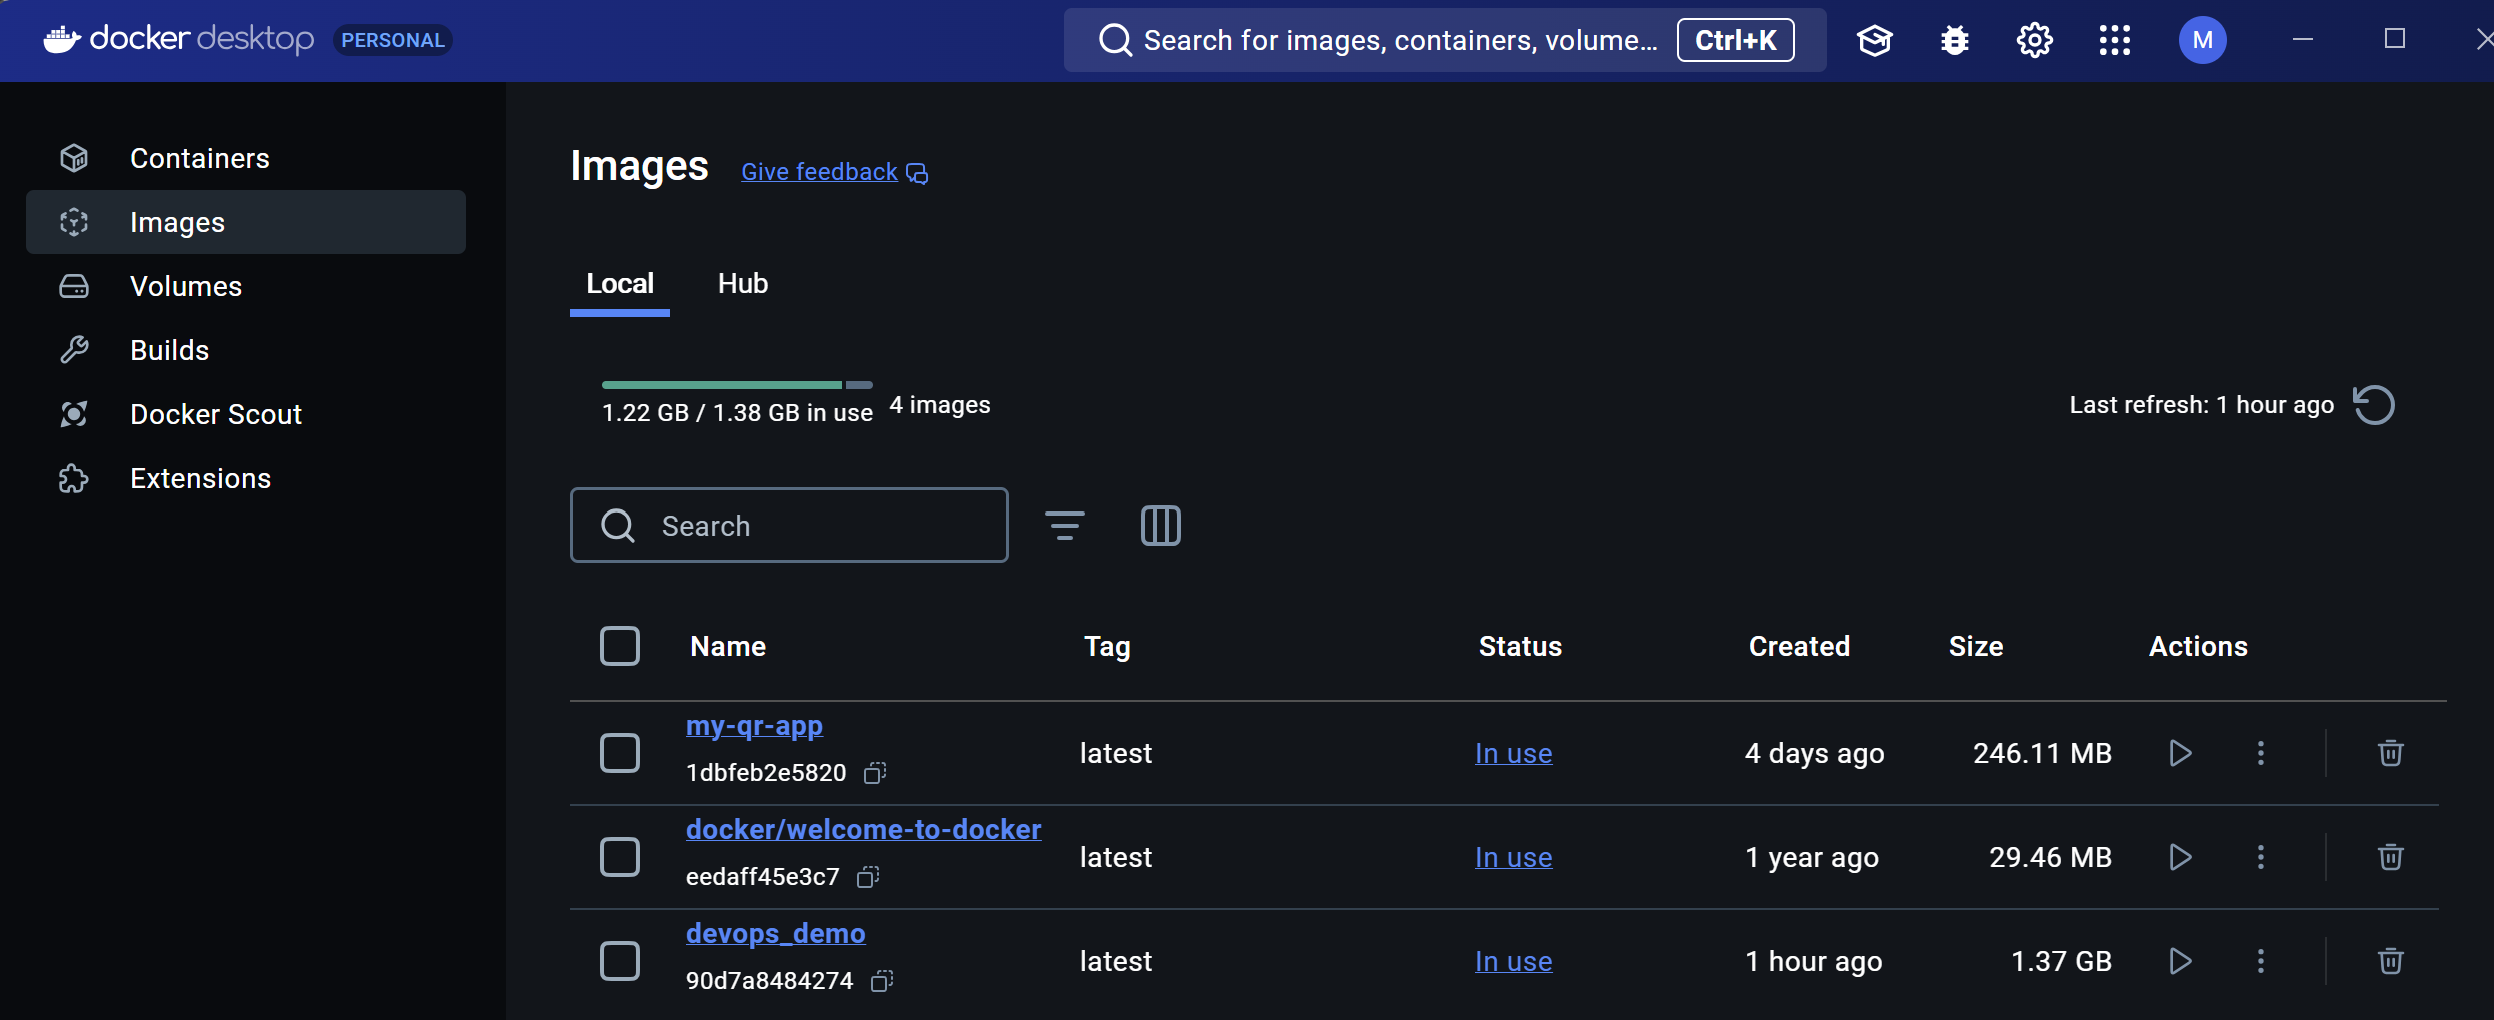 docker desktop PERSONAL
Search for images, containers, volume... Ctrl+K
M
Containers
Images
Volumes
Builds
Docker Scout
Extensions
Images Give feedback
Local Hub
1.22 GB / 1.38 GB in use 4 images
Last refresh: 1 hour ago
Search
Name Tag Status Created Size Actions
my-qr-app
1dbfeb2e5820
latest In use 4 days ago 246.11 MB
docker/welcome-to-docker
eedaff45e3c7
latest In use 1 year ago 29.46 MB
devops_demo
90d7a8484274
latest In use 1 hour ago 1.37 GB